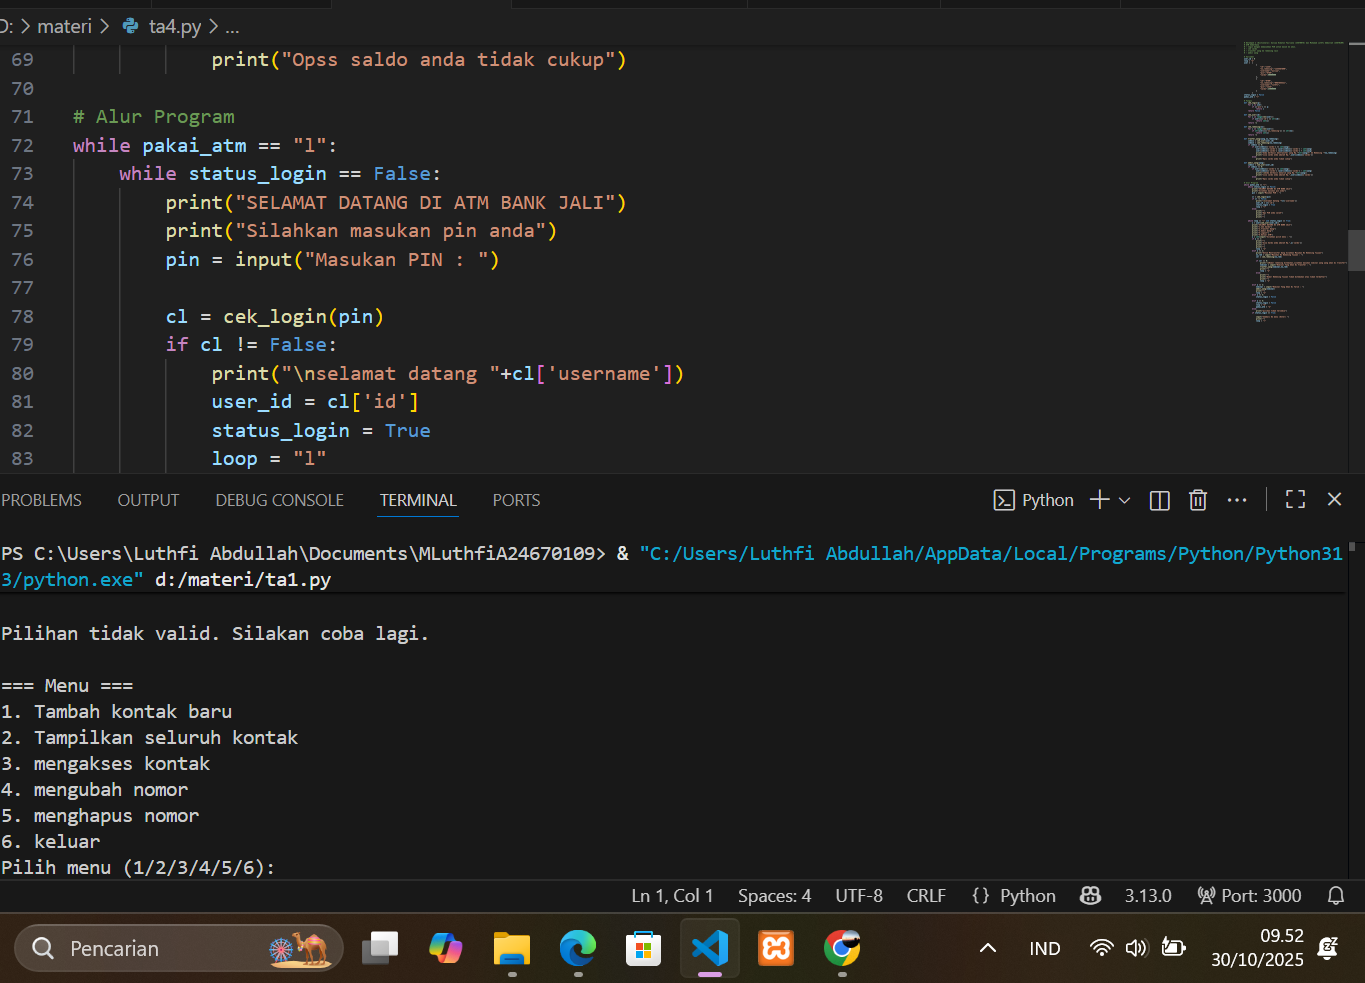 D: > materi > ta4.py > ...
69 print("Opss saldo anda tidak cukup")
70
71 # Alur Program
72 while pakai_atm == "l":
73 while status_login == False:
74 print("SELAMAT DATANG DI ATM BANK JALI")
75 print("Silahkan masukan pin anda")
76 pin = input("Masukan PIN : ")
77
78 cl = cek_login(pin)
79 if cl != False:
80 print("\nselamat datang "+cl['username'])
81 user_id = cl['id']
82 status_login = True
83 loop = "l"
PROBLEMS OUTPUT DEBUG CONSOLE TERMINAL PORTS Python
PS C:\Users\Luthfi Abdullah\Documents\MLuthfiA24670109> & "C:/Users/Luthfi Abdullah/AppData/Local/Programs/Python/Python31
3/python.exe" d:/materi/ta1.py
Pilihan tidak valid. Silakan coba lagi.
=== Menu ===
1. Tambah kontak baru
2. Tampilkan seluruh kontak
3. mengakses kontak
4. mengubah nomor
5. menghapus nomor
6. keluar
Pilih menu (1/2/3/4/5/6):
Ln 1, Col 1 Spaces: 4 UTF-8 CRLF {} Python 3.13.0 Port: 3000
Pencarian IND 09.52
30/10/2025